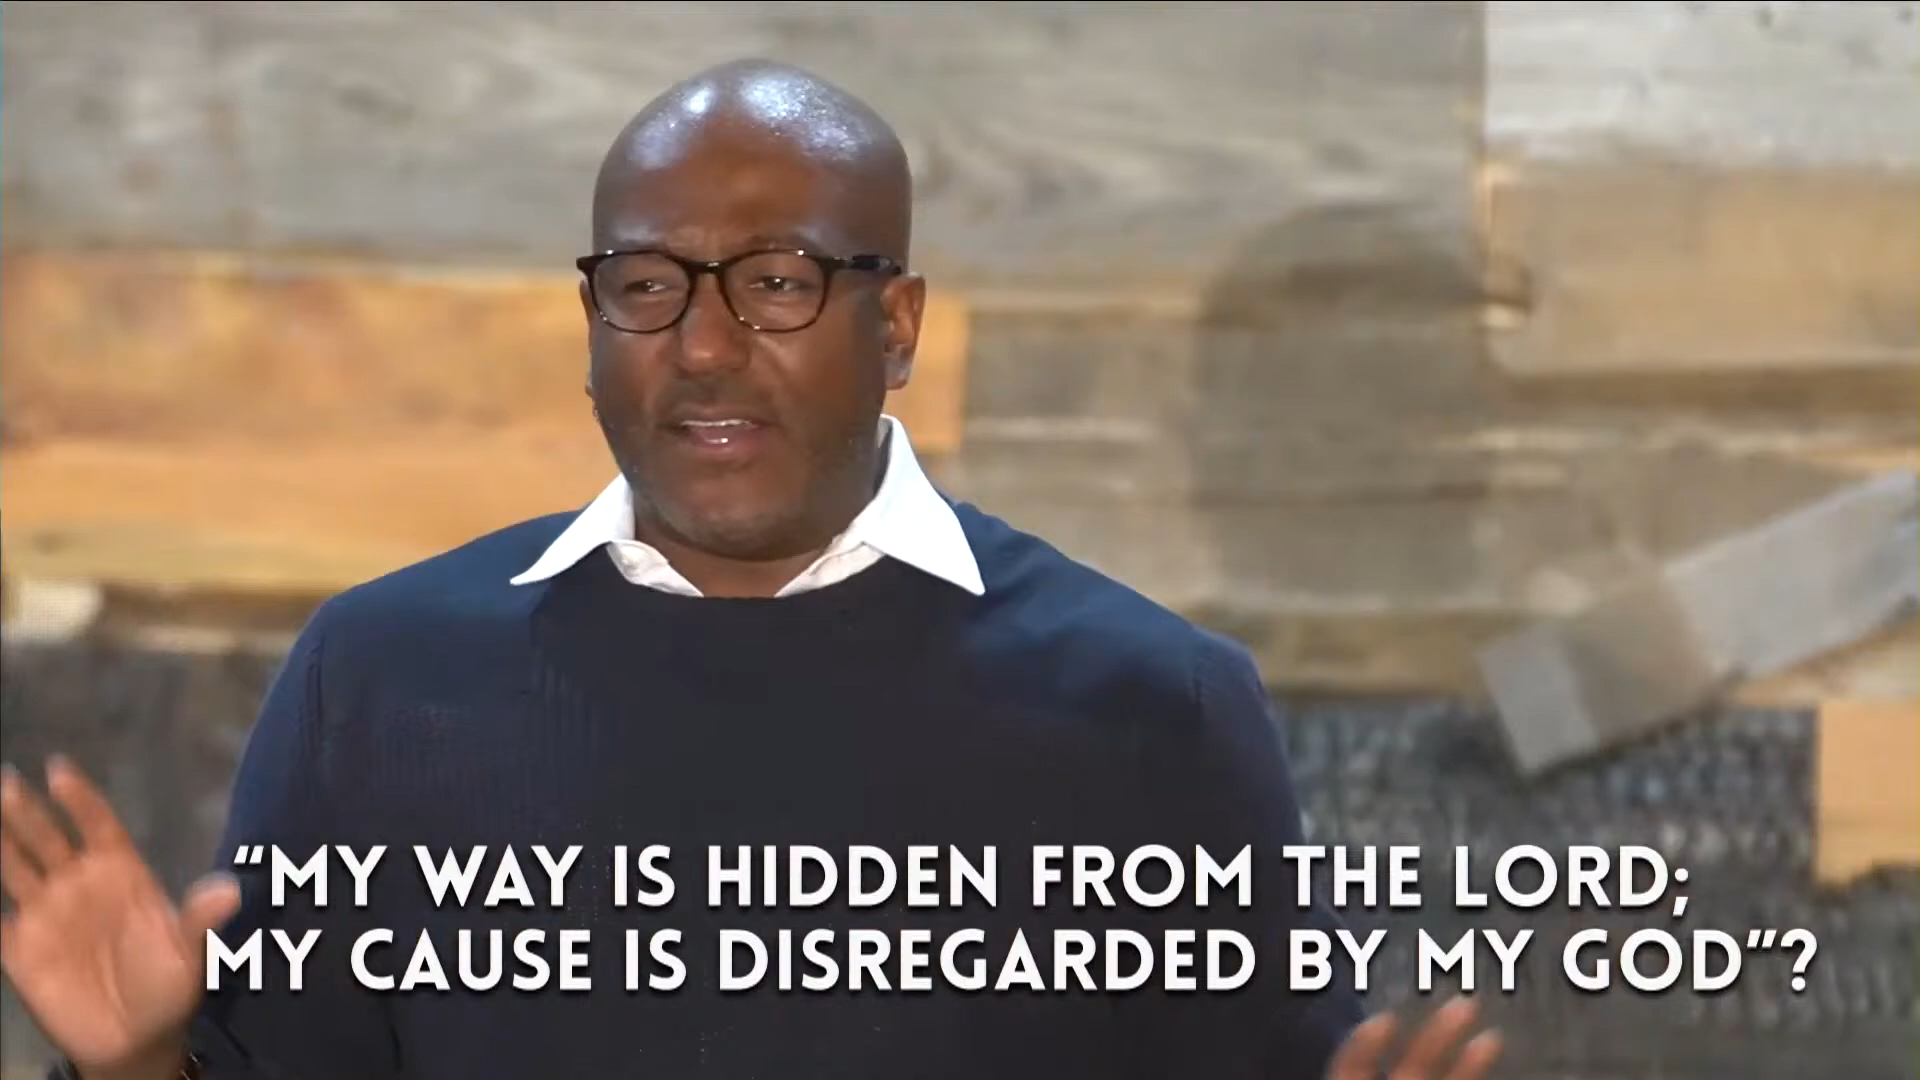 “MY WAY IS HIDDEN FROM THE LORD;
MY CAUSE IS DISREGARDED BY MY GOD”?